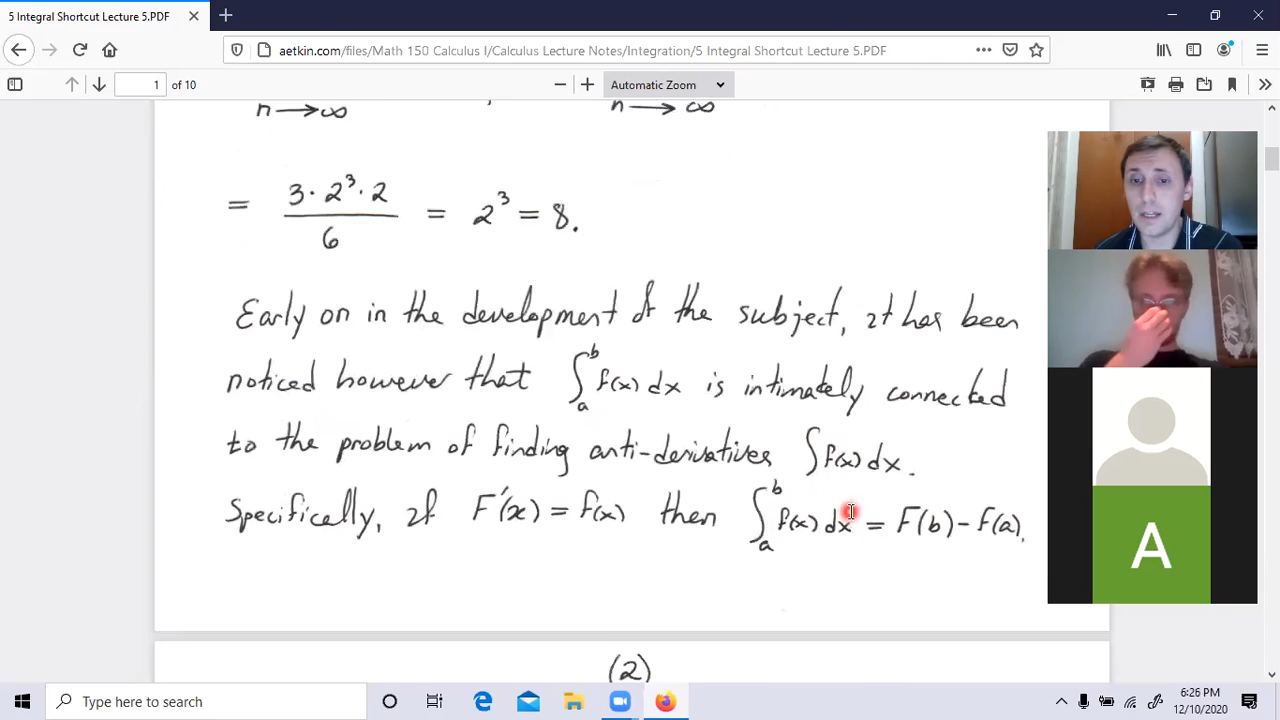 5 Integral Shortcut Lecture 5.PDF
aetkin.com/files/Math 150 Calculus I/Calculus Lecture Notes/Integration/5 Integral Shortcut Lecture 5.PDF
1 of 10
Automatic Zoom
n → ∞ , n → ∞
= 3 · 2³ · 2 / 6 = 2³ = 8.
Early on in the development of the subject, it has been
noticed however that ∫ₐᵇ f(x) dx is intimately connected
to the problem of finding anti-derivatives ∫ f(x) dx.
Specifically, if F'(x) = f(x) then ∫ₐᵇ f(x) dx = F(b) - F(a).
(2)
A
Type here to search
6:26 PM
12/10/2020